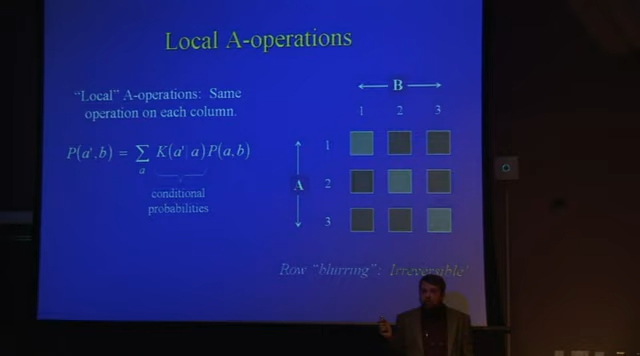 Local A-operations
"Local" A-operations: Same
operation on each column.
P(a',b) = ∑ K(a'|a)P(a,b)
a
conditional
probabilities
B
1 2 3
1
A 2
3
Row "blurring": Irreversible!